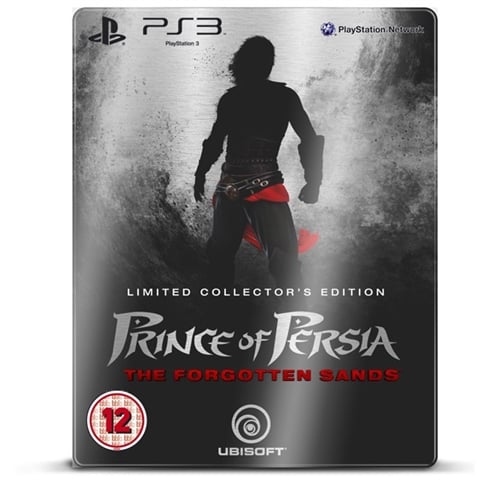 PS3
PlayStation 3
PlayStation Network
LIMITED COLLECTOR'S EDITION
PRINCE OF PERSIA
THE FORGOTTEN SANDS
12
UBISOFT